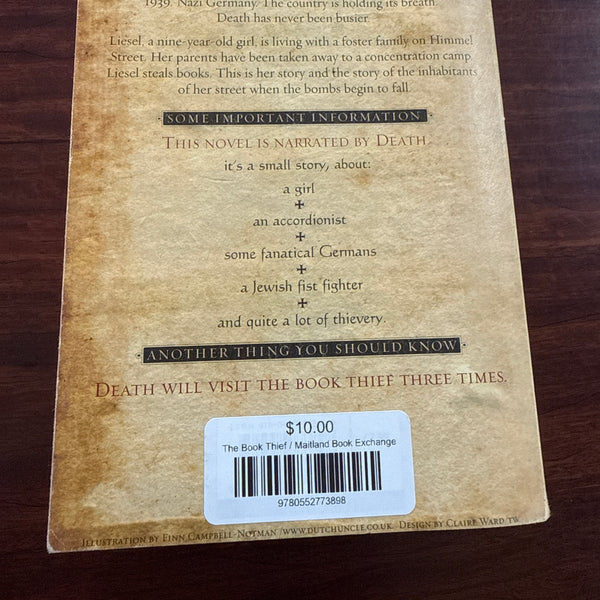 1939. Nazi Germany. The country is holding its breath.
Death has never been busier.
Liesel, a nine-year-old girl, is living with a foster family on Himmel
Street. Her parents have been taken away to a concentration camp.
Liesel steals books. This is her story and the story of the inhabitants
of her street when the bombs begin to fall.
SOME IMPORTANT INFORMATION
THIS NOVEL IS NARRATED BY DEATH.
it's a small story, about:
a girl
an accordionist
some fanatical Germans
a Jewish fist fighter
and quite a lot of thievery.
ANOTHER THING YOU SHOULD KNOW
DEATH WILL VISIT THE BOOK THIEF THREE TIMES.
$10.00
The Book Thief / Maitland Book Exchange
9780552773898
ILLUSTRATION BY FINN CAMPBELL-NOTMAN/WWW.DUTCHUNCLE.CO.UK. DESIGN BY CLAIRE WARD TW.